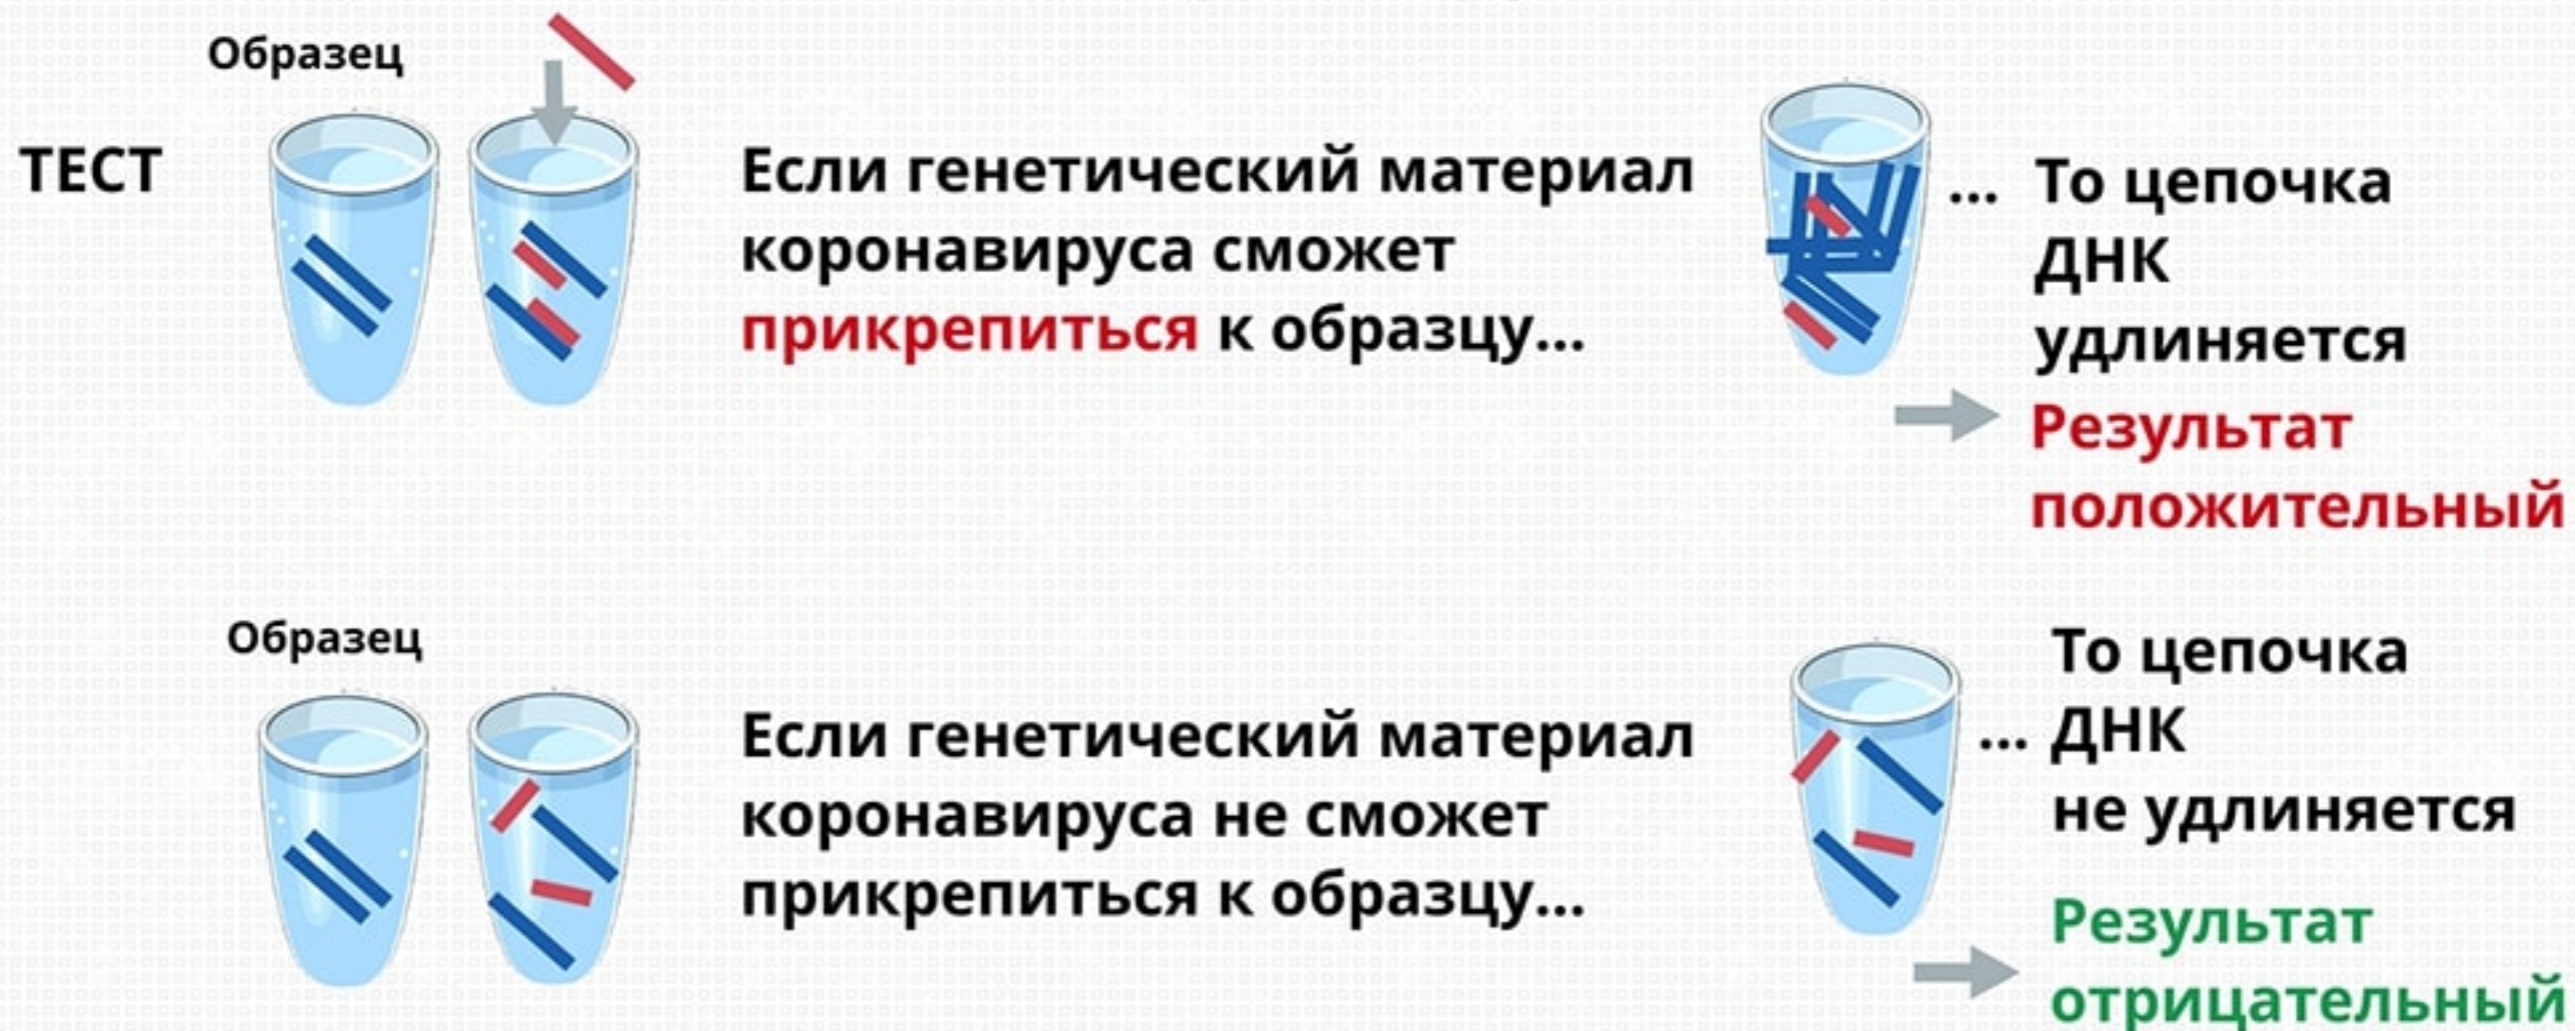 Образец
ТЕСТ
Если генетический материал
коронавируса сможет
прикрепиться к образцу...
... То цепочка
ДНК
удлиняется
Результат
положительный
Образец
Если генетический материал
коронавируса не сможет
прикрепиться к образцу...
То цепочка
... ДНК
не удлиняется
Результат
отрицательный